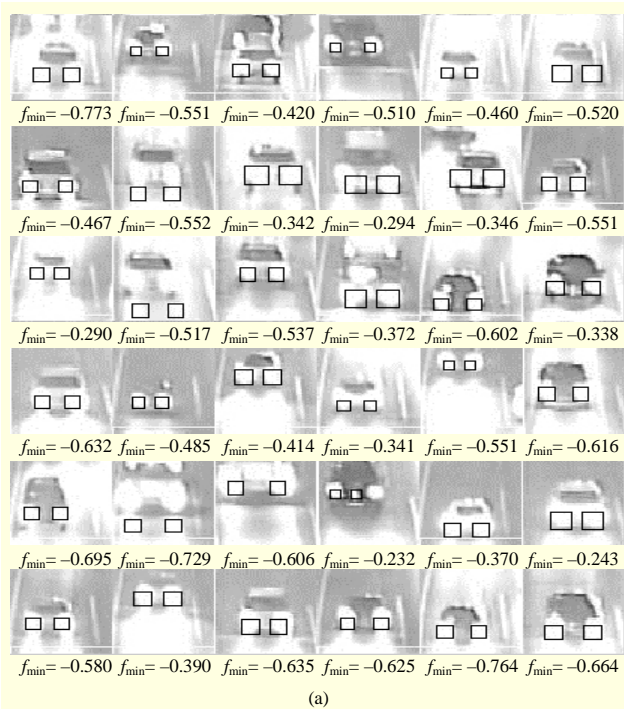 fmin= –0.773 fmin= –0.551 fmin= –0.420 fmin= –0.510 fmin= –0.460 fmin= –0.520
fmin= –0.467 fmin= –0.552 fmin= –0.342 fmin= –0.294 fmin= –0.346 fmin= –0.551
fmin= –0.290 fmin= –0.517 fmin= –0.537 fmin= –0.372 fmin= –0.602 fmin= –0.338
fmin= –0.632 fmin= –0.485 fmin= –0.414 fmin= –0.341 fmin= –0.551 fmin= –0.616
fmin= –0.695 fmin= –0.729 fmin= –0.606 fmin= –0.232 fmin= –0.370 fmin= –0.243
fmin= –0.580 fmin= –0.390 fmin= –0.635 fmin= –0.625 fmin= –0.764 fmin= –0.664
(a)